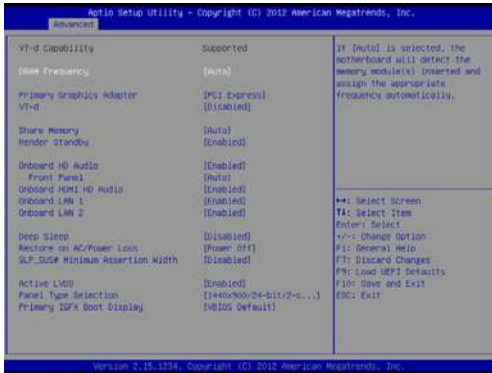 Aptio Setup Utility - Copyright (C) 2012 American Megatrends, Inc.
Advanced
VT-d Capability Supported
DRAM Frequency [Auto]
Primary Graphics Adapter [PCI Express]
VT-d [Disabled]
Share Memory [Auto]
Render Standby [Enabled]
Onboard HD Audio [Enabled]
Front Panel [Auto]
Onboard HDMI HD Audio [Enabled]
Onboard LAN 1 [Enabled]
Onboard LAN 2 [Enabled]
Deep Sleep [Disabled]
Restore on AC/Power Loss [Power Off]
SLP_SUS# Minimum Assertion Width [Disabled]
Active LVDS [Enabled]
Panel Type Selection [1440x900/24-bit/2-c...]
Primary IGFX Boot Display [VBIOS Default]
If [Auto] is selected, the
motherboard will detect the
memory module(s) inserted and
assign the appropriate
frequency automatically.
→←: Select Screen
↑↓: Select Item
Enter: Select
+/-: Change Option
F1: General Help
F7: Discard Changes
F9: Load UEFI Defaults
F10: Save and Exit
ESC: Exit
Version 2.15.1234. Copyright (C) 2012 American Megatrends, Inc.